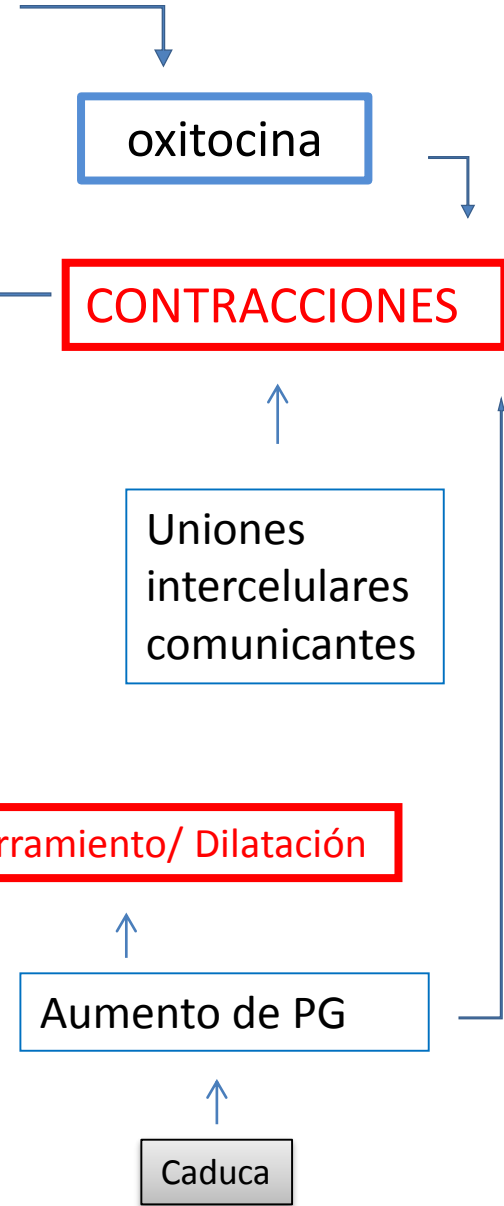 oxitocina
CONTRACCIONES
Uniones
intercelulares
comunicantes
rramiento/ Dilatación
Aumento de PG
Caduca